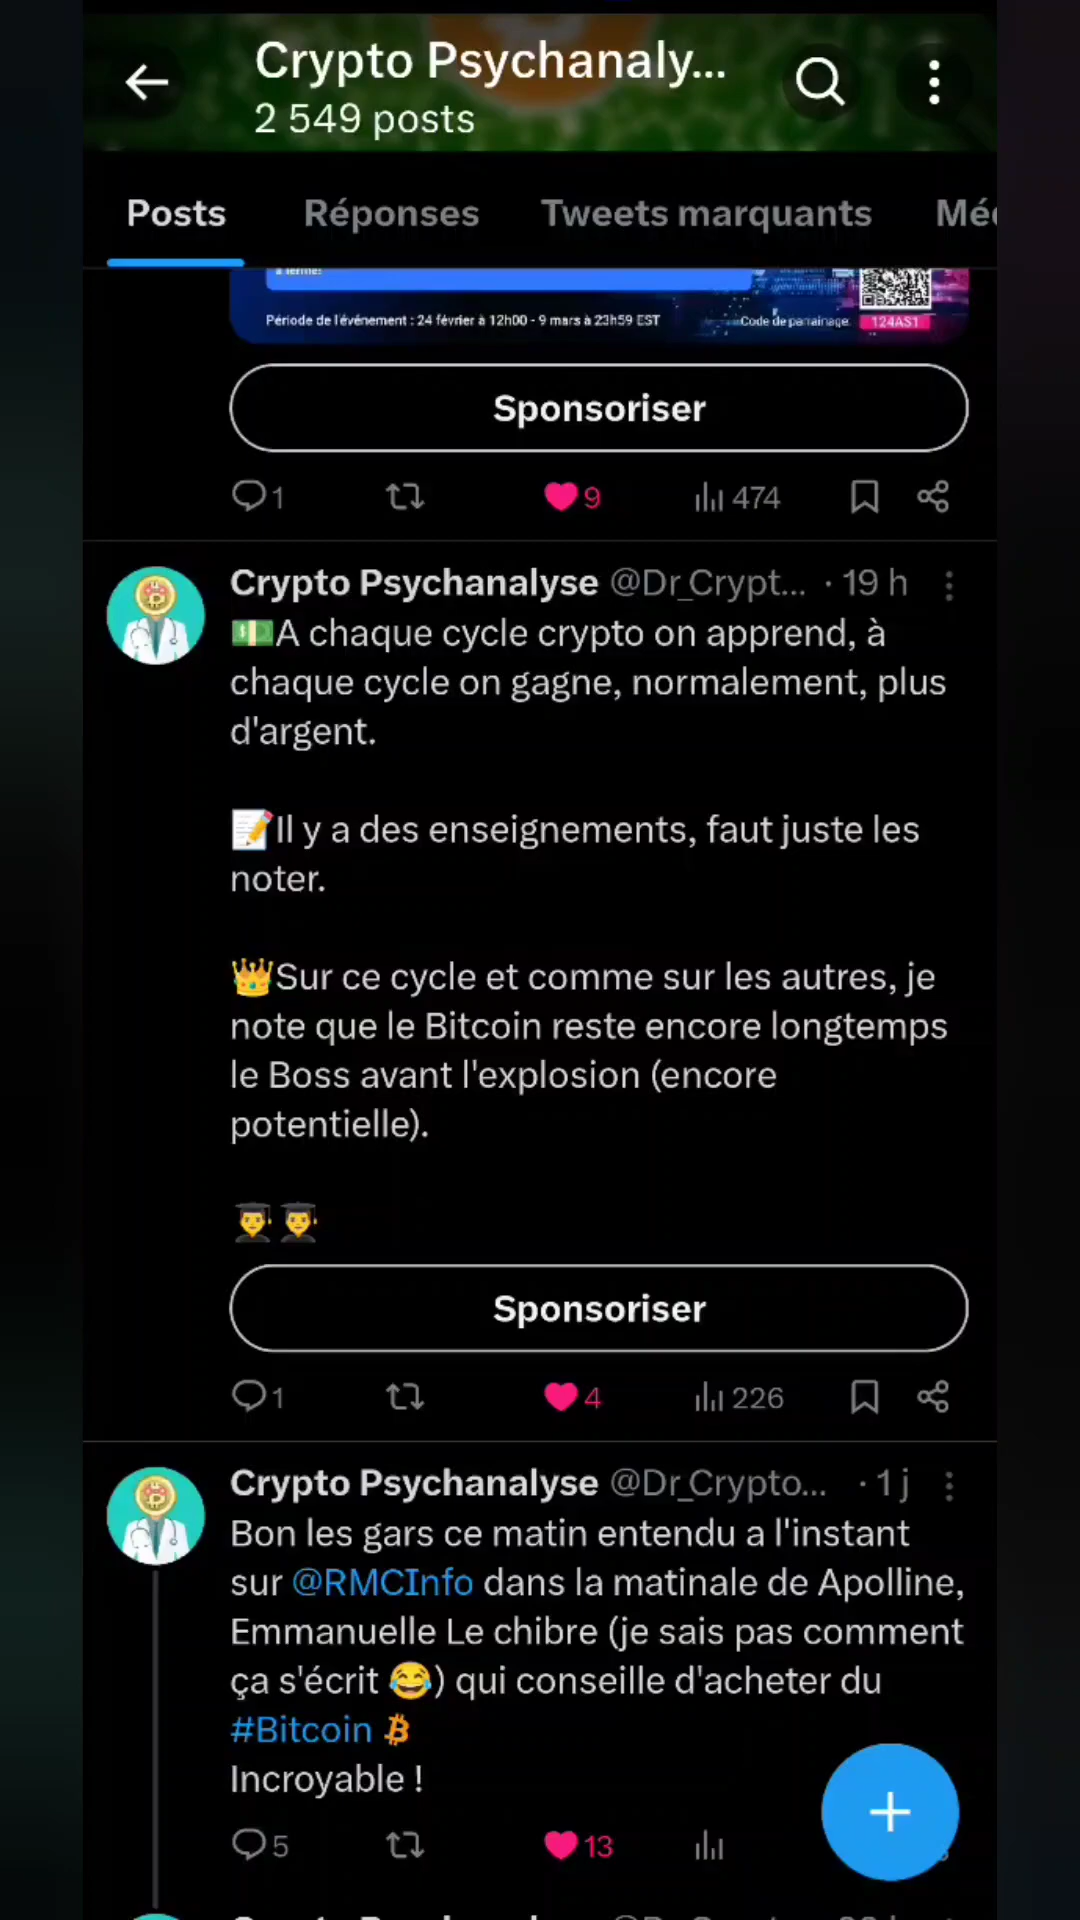 Crypto Psychanaly...
2 549 posts
Posts Réponses Tweets marquants Méd
à terme!
Période de l'événement : 24 février à 12h00 - 9 mars à 23h59 EST
Code de parrainage 124AS1
Sponsoriser
1 9 474
Crypto Psychanalyse @Dr_Crypt... · 19 h
💵A chaque cycle crypto on apprend, à
chaque cycle on gagne, normalement, plus
d'argent.
📝Il y a des enseignements, faut juste les
noter.
👑Sur ce cycle et comme sur les autres, je
note que le Bitcoin reste encore longtemps
le Boss avant l'explosion (encore
potentielle).
👨‍🎓👨‍🎓
Sponsoriser
1 4 226
Crypto Psychanalyse @Dr_Crypto... · 1 j
Bon les gars ce matin entendu a l'instant
sur @RMCInfo dans la matinale de Apolline,
Emmanuelle Le chibre (je sais pas comment
ça s'écrit 😂) qui conseille d'acheter du
#Bitcoin
Incroyable !
5 13